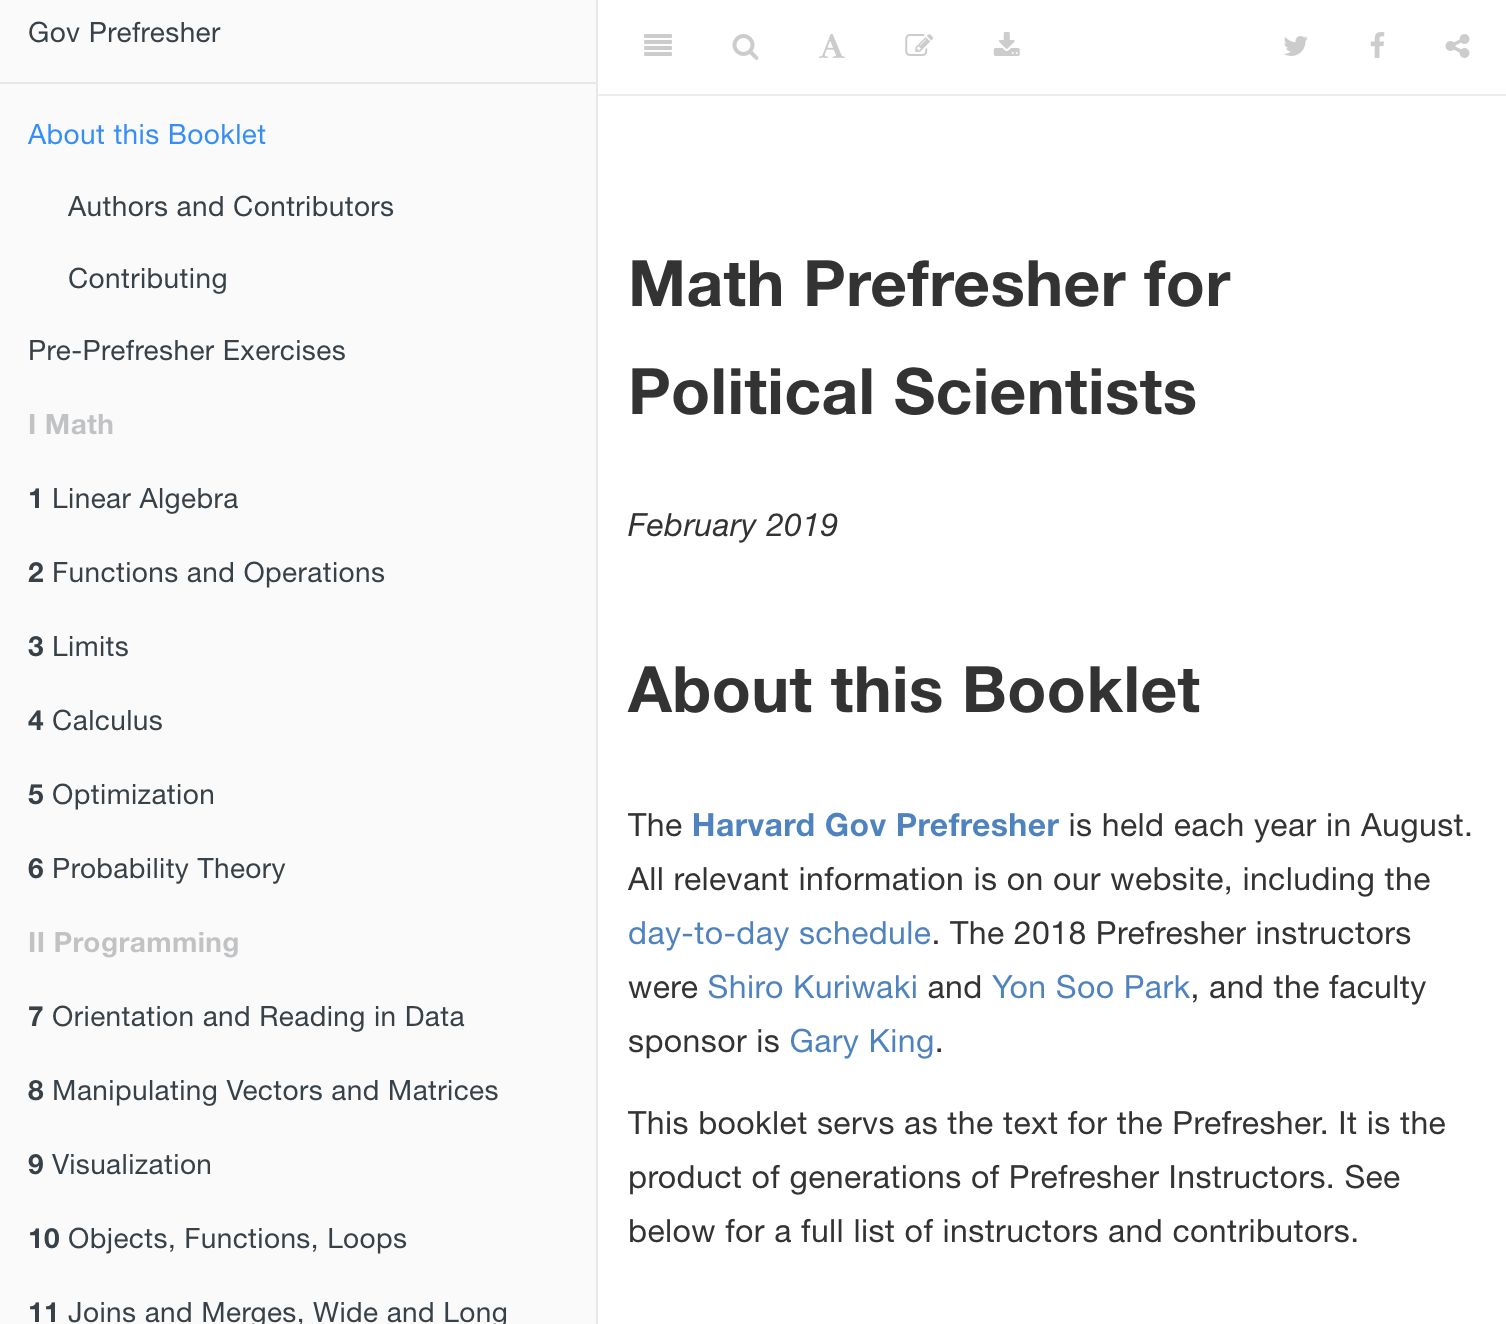 Gov Prefresher
About this Booklet
Authors and Contributors
Contributing
Pre-Prefresher Exercises
I Math
1 Linear Algebra
2 Functions and Operations
3 Limits
4 Calculus
5 Optimization
6 Probability Theory
II Programming
7 Orientation and Reading in Data
8 Manipulating Vectors and Matrices
9 Visualization
10 Objects, Functions, Loops
11 Joins and Merges, Wide and Long
Math Prefresher for
Political Scientists
February 2019
About this Booklet
The Harvard Gov Prefresher is held each year in August.
All relevant information is on our website, including the
day-to-day schedule. The 2018 Prefresher instructors
were Shiro Kuriwaki and Yon Soo Park, and the faculty
sponsor is Gary King.
This booklet servs as the text for the Prefresher. It is the
product of generations of Prefresher Instructors. See
below for a full list of instructors and contributors.